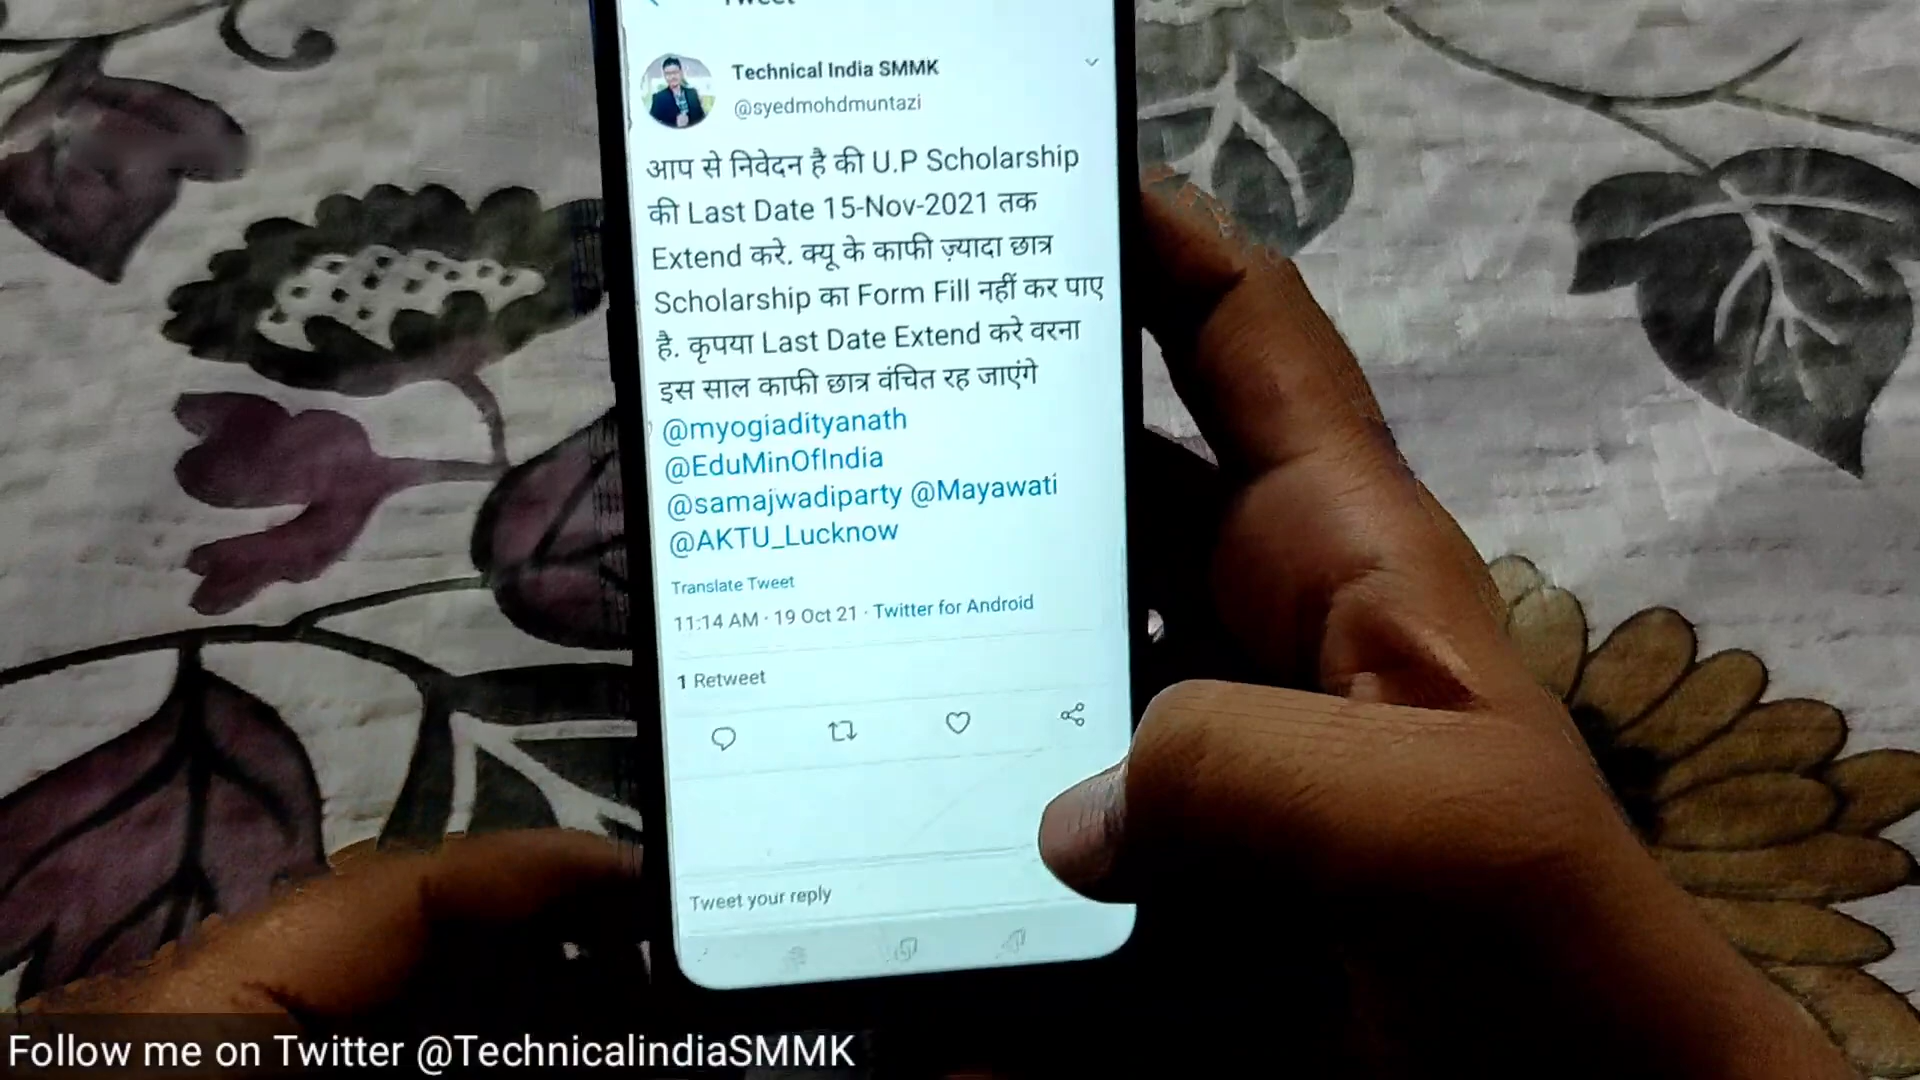 Tweet
Technical India SMMK
@syedmohdmuntazi
आप से निवेदन है की U.P Scholarship
की Last Date 15-Nov-2021 तक
Extend करे. क्यू के काफी ज़्यादा छात्र
Scholarship का Form Fill नहीं कर पाए
है. कृपया Last Date Extend करे वरना
इस साल काफी छात्र वंचित रह जाएंगे
@myogiadityanath
@EduMinOfIndia
@samajwadiparty @Mayawati
@AKTU_Lucknow
Translate Tweet
11:14 AM · 19 Oct 21 · Twitter for Android
1 Retweet
Tweet your reply
Follow me on Twitter @TechnicalindiaSMMK